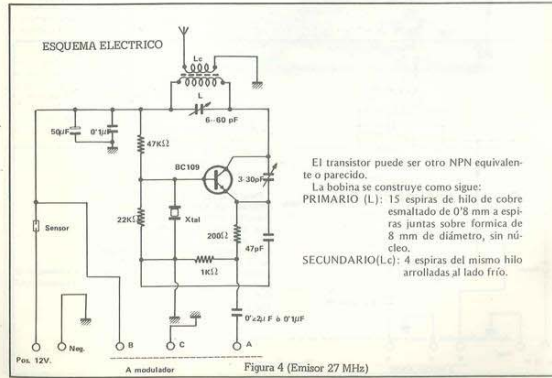 ESQUEMA ELECTRICO
Lc
L
6-60 pF
50µF
0'1µF
47KΩ
BC109
3-30pF
22KΩ
Xtal
200Ω
47pF
Sensor
1KΩ
0'22µF ò 0'1µF
Pos. 12V.
Neg.
B
C
A
A modulador
Figura 4 (Emisor 27 MHz)
El transistor puede ser otro NPN equivalen-
te o parecido.
La bobina se construye como sigue:
PRIMARIO (L): 15 espiras de hilo de cobre
esmaltado de 0'8 mm a espi-
ras juntas sobre formica de
8 mm de diámetro, sin nú-
cleo.
SECUNDARIO(Lc): 4 espiras del mismo hilo
arrolladas al lado frío.